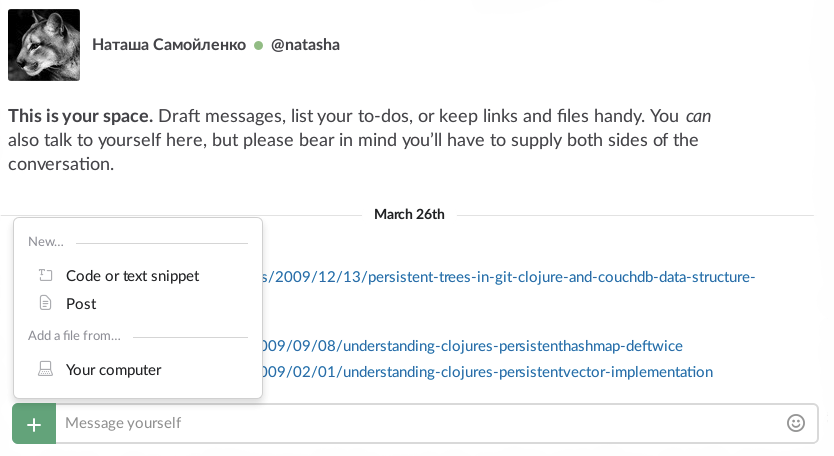 Наташа Самойленко @natasha
This is your space. Draft messages, list your to-dos, or keep links and files handy. You can
also talk to yourself here, but please bear in mind you’ll have to supply both sides of the
conversation.
March 26th
New...
s/2009/12/13/persistent-trees-in-git-clojure-and-couchdb-data-structure-
Code or text snippet
Post
Add a file from...
009/09/08/understanding-clojures-persistenthashmap-deftwice
Your computer
009/02/01/understanding-clojures-persistentvector-implementation
+ Message yourself